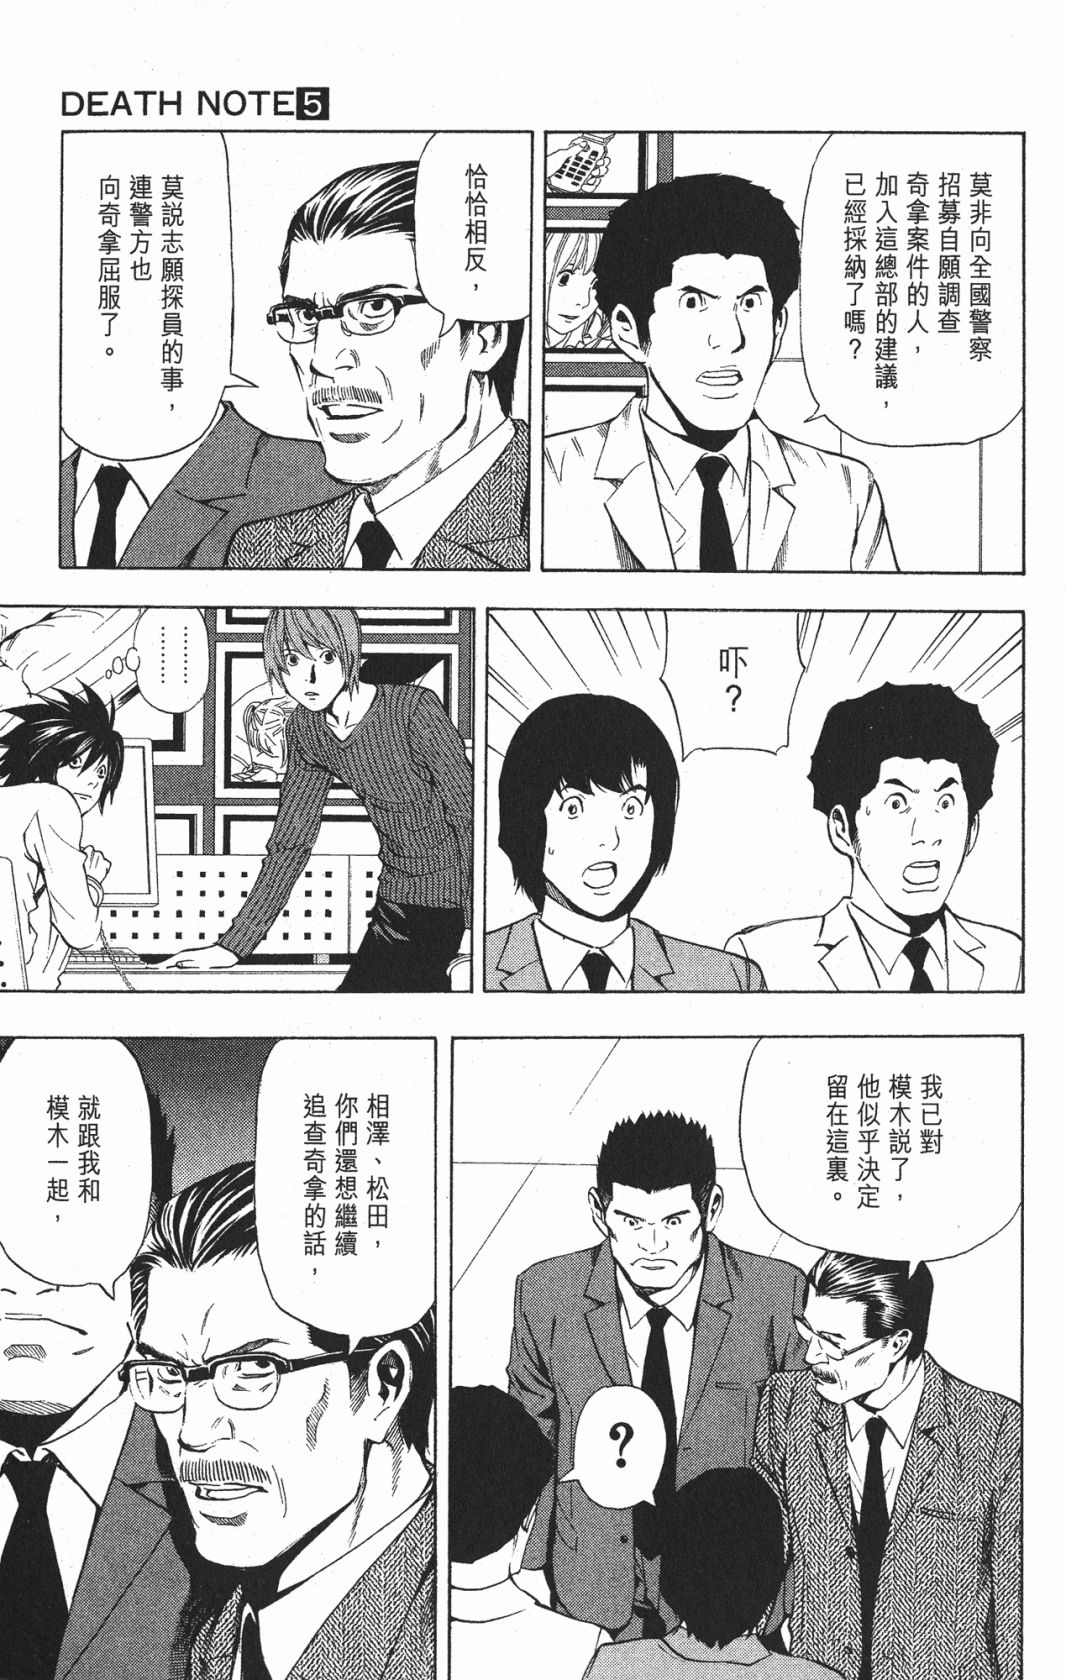 DEATH NOTE5
莫非向全國警察
招募自願調查
奇拿案件的人，
加入這總部的建議，
已經採納了嗎？
恰恰相反，
莫說志願探員的事，
連警方也
向奇拿屈服了。
吓？
………
………
我已對
模木說了，
他似乎決定
留在這裏。
？
相澤、松田，
你們還想繼續
追查奇拿的話，
就跟我和
模木一起，